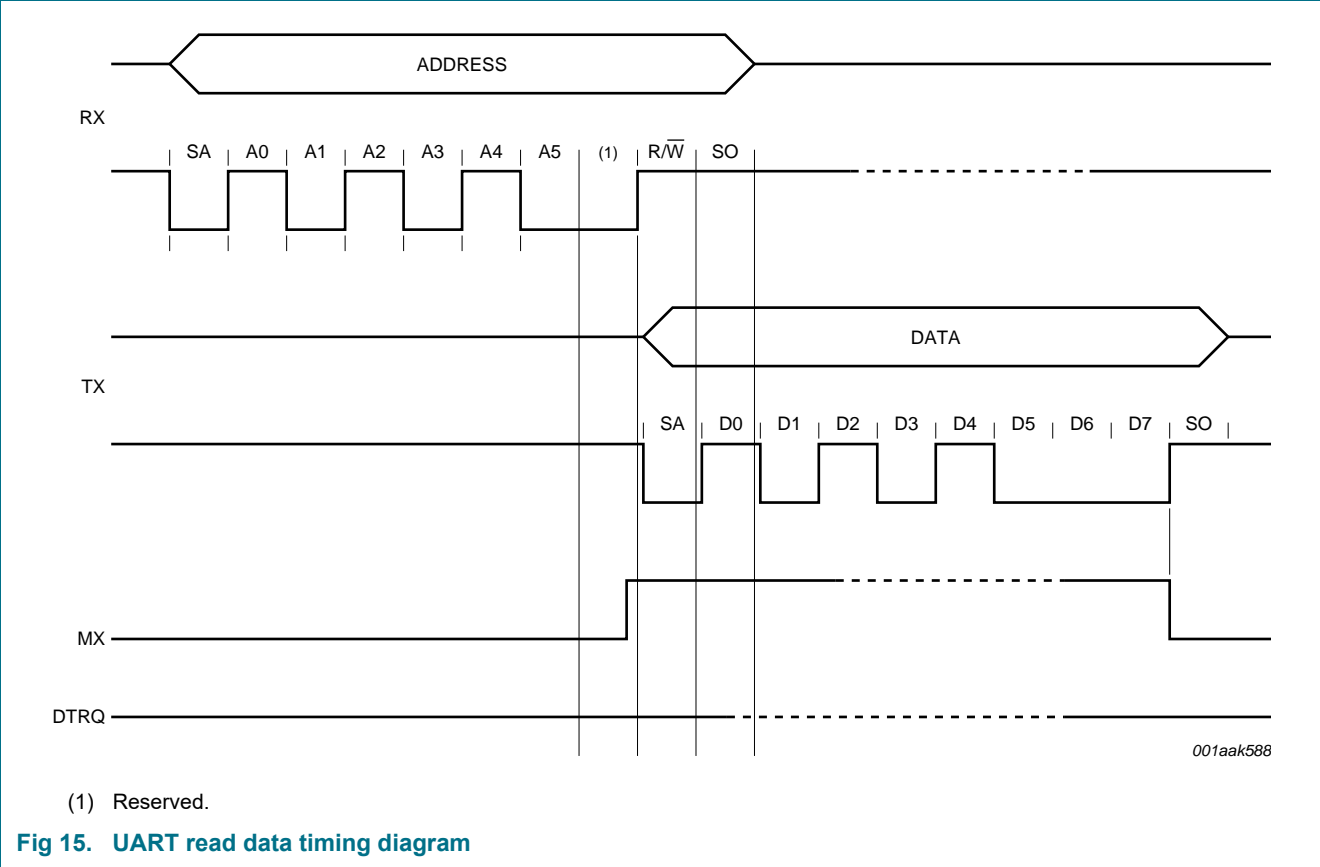 ADDRESS
RX
SA A0 A1 A2 A3 A4 A5 (1) R/W̅ SO
DATA
TX
SA D0 D1 D2 D3 D4 D5 D6 D7 SO
MX
DTRQ
001aak588
(1) Reserved.
Fig 15. UART read data timing diagram